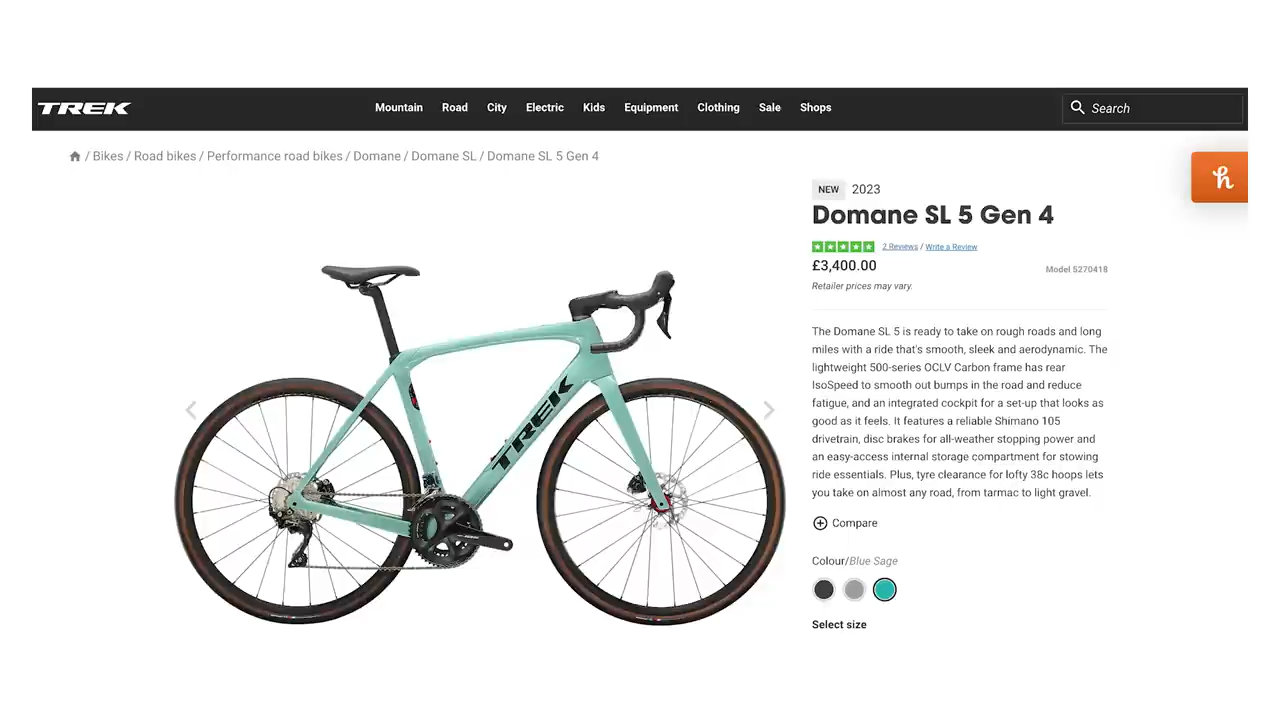 TREK
Mountain Road City Electric Kids Equipment Clothing Sale Shops
Search
/ Bikes / Road bikes / Performance road bikes / Domane / Domane SL / Domane SL 5 Gen 4
NEW 2023
Domane SL 5 Gen 4
2 Reviews / Write a Review
£3,400.00
Model 5270418
Retailer prices may vary.
The Domane SL 5 is ready to take on rough roads and long
miles with a ride that's smooth, sleek and aerodynamic. The
lightweight 500-series OCLV Carbon frame has rear
IsoSpeed to smooth out bumps in the road and reduce
fatigue, and an integrated cockpit for a set-up that looks as
good as it feels. It features a reliable Shimano 105
drivetrain, disc brakes for all-weather stopping power and
an easy-access internal storage compartment for stowing
ride essentials. Plus, tyre clearance for lofty 38c hoops lets
you take on almost any road, from tarmac to light gravel.
Compare
Colour/Blue Sage
Select size
TREK